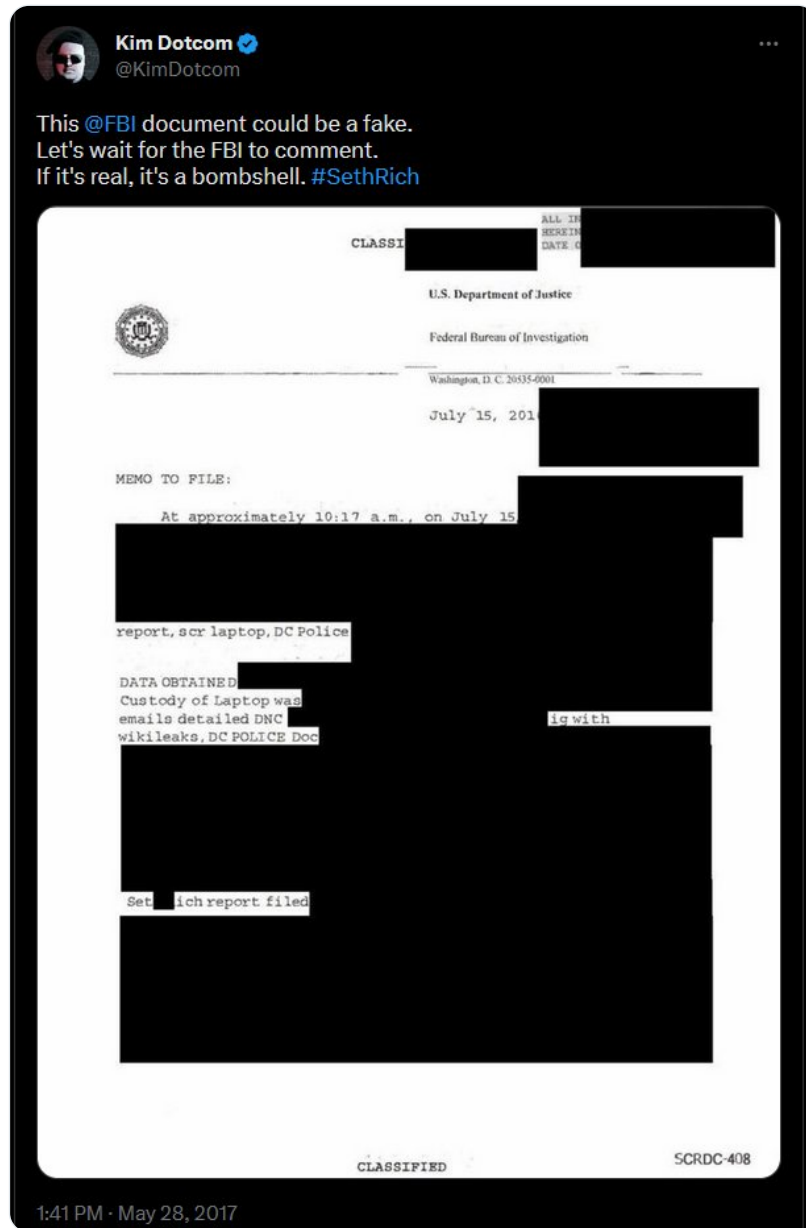 Kim Dotcom
@KimDotcom
This @FBI document could be a fake.
Let's wait for the FBI to comment.
If it's real, it's a bombshell. #SethRich
ALL IN
HEREIN
DATE O
CLASSI
U.S. Department of Justice
Federal Bureau of Investigation
Washington, D. C. 20535-0001
July 15, 201
MEMO TO FILE:
At approximately 10:17 a.m., on July 15
report, scr laptop, DC Police
DATA OBTAINED
Custody of Laptop was
emails detailed DNC ig with
wikileaks, DC POLICE Doc
Set ich report filed
CLASSIFIED
SCRDC-408
1:41 PM · May 28, 2017